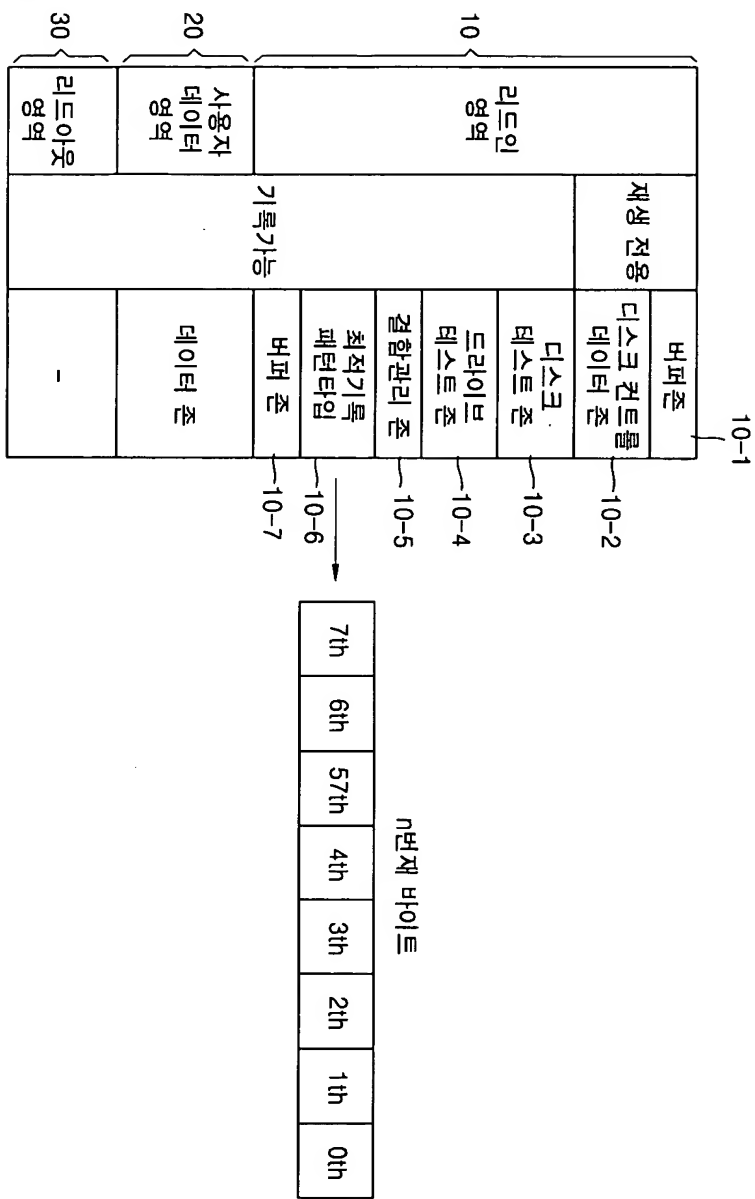 10
리드인
영역
재생 전용
버퍼존
10-1
디스크 컨트롤
데이터 존
10-2
기록가능
디스크
테스트 존
10-3
드라이브
테스트 존
10-4
결함관리 존
10-5
최적기록
패턴타임
10-6
버퍼 존
10-7
n번재 바이트
7th
6th
57th
4th
3th
2th
1th
0th
20
사용자
데이터
영역
데이터 존
30
리드아웃
영역
-